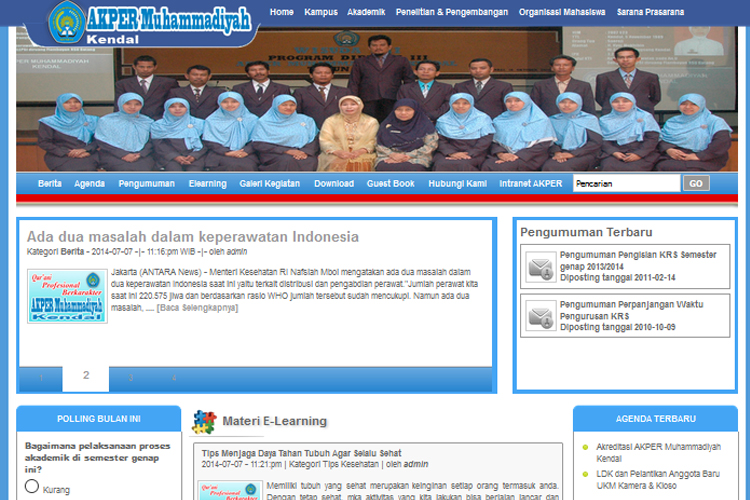 AKPER Muhammadiyah
Kendal
Home Kampus Akademik Penelitian & Pengembangan Organisasi Mahasiswa Sarana Prasarana
PROGRAM DI
AKPER MUHAMMADIYAH
KENDAL
Berita Agenda Pengumuman Elearning Galeri Kegiatan Download Guest Book Hubungi Kami Intranet AKPER Pencarian GO
Ada dua masalah dalam keperawatan Indonesia
Kategori Berita - 2014-07-07 -|- 11:16:pm WIB -|- oleh admin
Qur'ani
Profesional
Berkarakter
AKPER Muhammadiyah
Kendal
Jakarta (ANTARA News) - Menteri Kesehatan RI Nafsiah Mboi mengatakan ada dua masalah dalam
dua keperawatan Indonesia saat ini yaitu terkait distribusi dan pengabdian perawat."Jumlah perawat kita
saat ini 220.575 jiwa dan berdasarkan rasio WHO jumlah tersebut sudah mencukupi. Namun ada dua
masalah, .... [Baca Selengkapnya]
1 2 3 4
Pengumuman Terbaru
Pengumuman Pengisian KRS Semester
genap 2013/2014
Diposting tanggal 2011-02-14
Pengumuman Perpanjangan Waktu
Pengurusan KRS
Diposting tanggal 2010-10-09
POLLING BULAN INI
Bagaimana pelaksanaan proses
akademik di semester genap
ini?
Kurang
Materi E-Learning
Tips Menjaga Daya Tahan Tubuh Agar Selalu Sehat
2014-07-07 - 11:21:pm | Kategori Tips Kesehatan | oleh admin
Qur'ani
Memiliki tubuh yang sehat merupakan keinginan setiap orang termasuk anda.
Dengan tetap sehat, mka aktivitas yang kita lakukan bisa berjalan lancar dan
AGENDA TERBARU
Akreditasi AKPER Muhammadiyah
Kendal
LDK dan Pelantikan Anggota Baru
UKM Kamera & Kloso